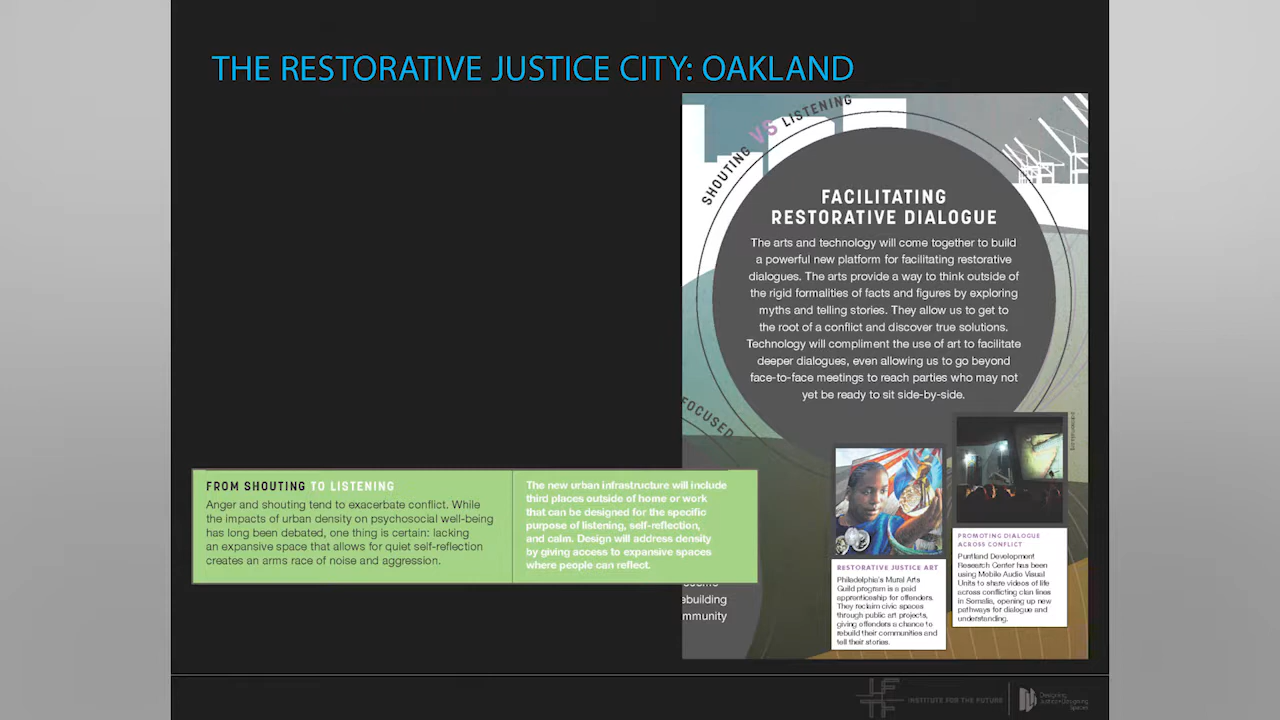 THE RESTORATIVE JUSTICE CITY: OAKLAND
SHOUTING VS LISTENING
FACILITATING
RESTORATIVE DIALOGUE
The arts and technology will come together to build
a powerful new platform for facilitating restorative
dialogues. The arts provide a way to think outside of
the rigid formalities of facts and figures by exploring
myths and telling stories. They allow us to get to
the root of a conflict and discover true solutions.
Technology will compliment the use of art to facilitate
deeper dialogues, even allowing us to go beyond
face-to-face meetings to reach parties who may not
yet be ready to sit side-by-side.
FOCUSED
FROM SHOUTING TO LISTENING
Anger and shouting tend to exacerbate conflict. While
the impacts of urban density on psychosocial well-being
has long been debated, one thing is certain: lacking
an expansive space that allows for quiet self-reflection
creates an arms race of noise and aggression.
The new urban infrastructure will include
third places outside of home or work
that can be designed for the specific
purpose of listening, self-reflection,
and calm. Design will address density
by giving access to expansive spaces
where people can reflect.
ebuilding
mmunity
RESTORATIVE JUSTICE ART
Philadelphia's Mural Arts
Guild program is a paid
apprenticeship for offenders.
They reclaim civic spaces
through public art projects,
giving offenders a chance to
rebuild their communities and
tell their stories.
PROMOTING DIALOGUE
ACROSS CONFLICT
Puntland Development
Research Center has been
using Mobile Audio Visual
Units to share videos of life
across conflicting clan lines
in Somalia, opening up new
pathways for dialogue and
understanding.
INSTITUTE FOR THE FUTURE
Designing
Justice+Designing
Spaces